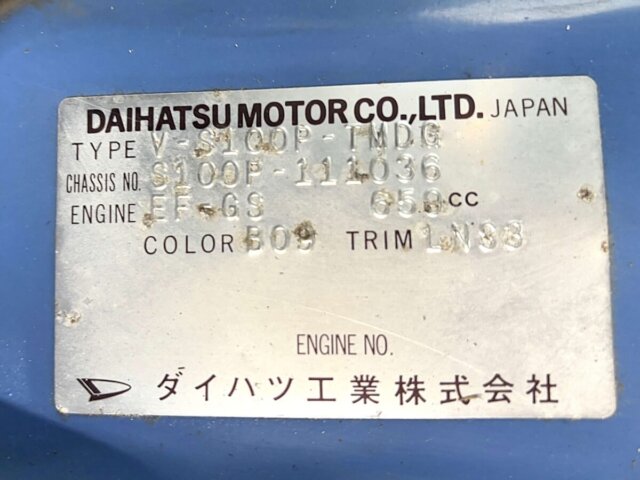 DAIHATSU MOTOR CO.,LTD. JAPAN
TYPE V-S100P-TMDG
CHASSIS NO. S100P-111036
ENGINE EF-GS 659cc
COLOR B09 TRIM LN38
ENGINE NO.
ダイハツ工業株式会社